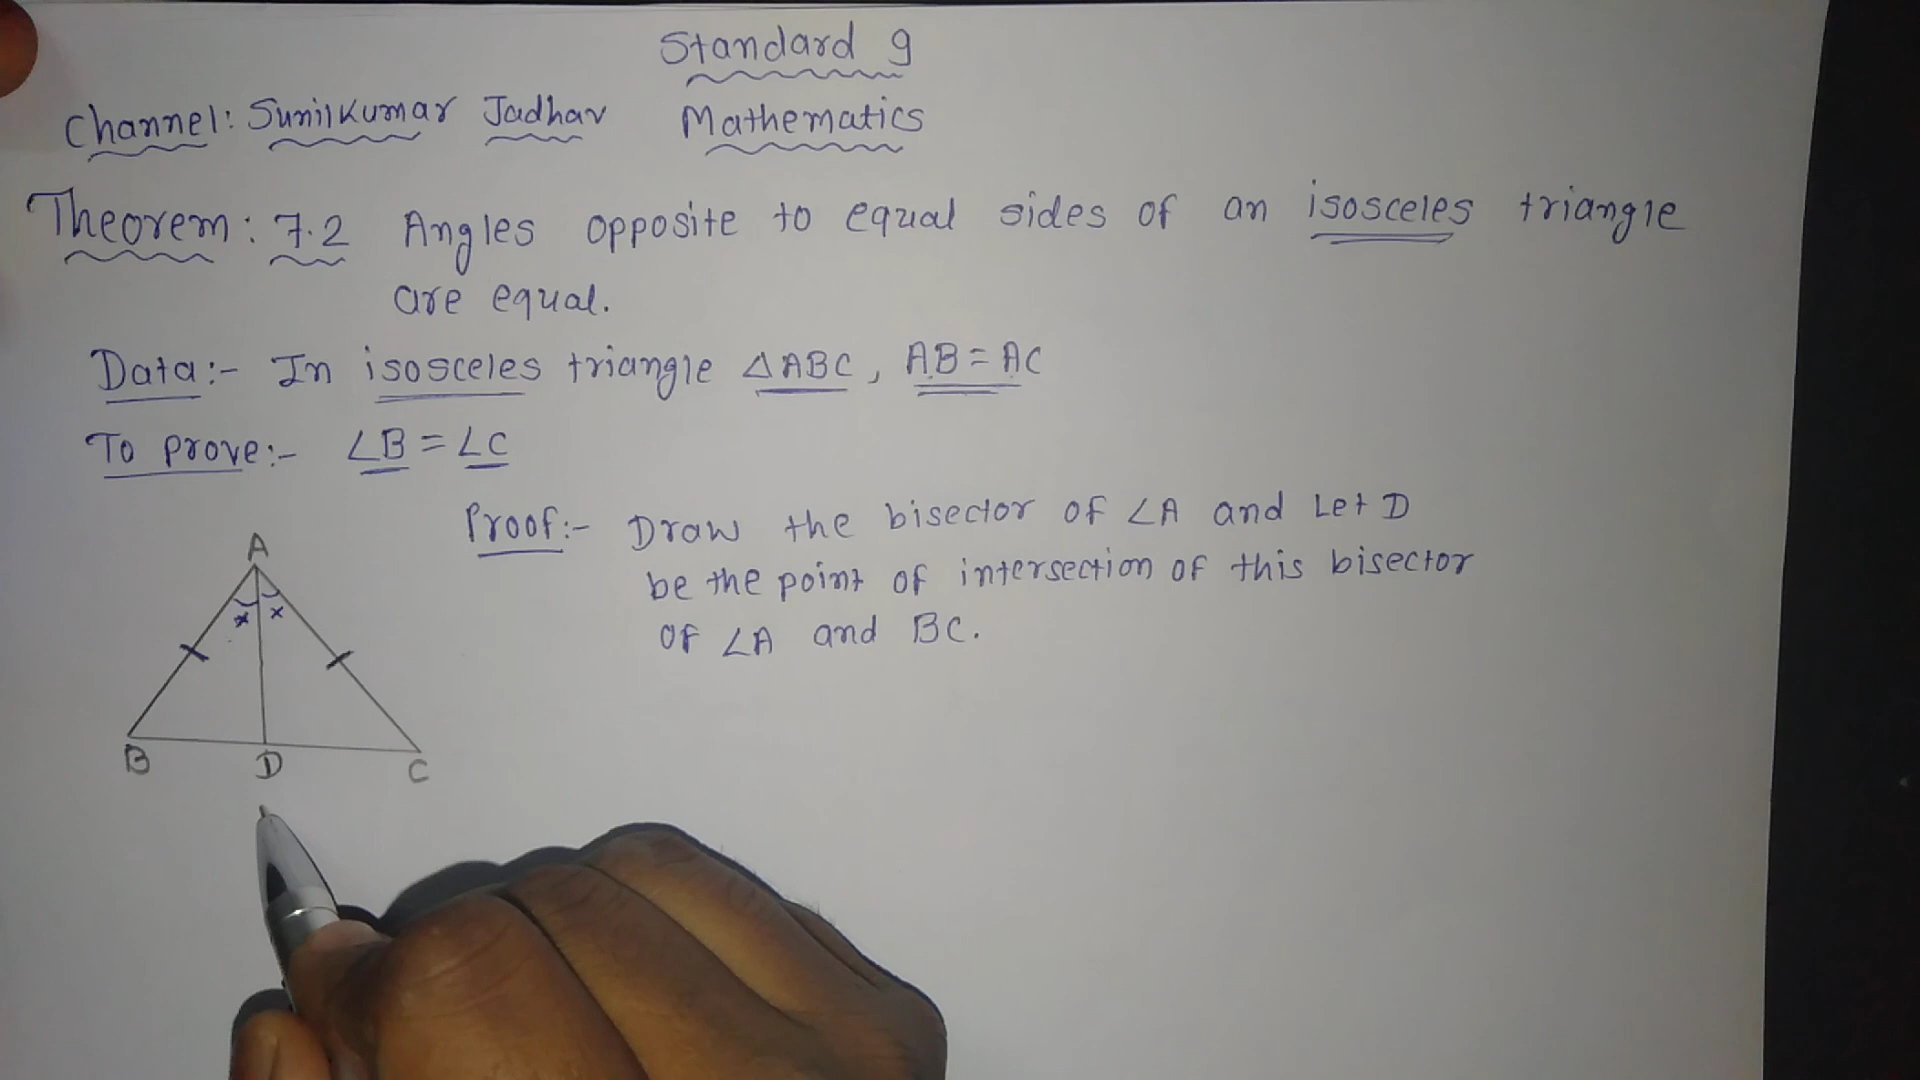 Standard 9
Channel: Sunilkumar Jadhav Mathematics
Theorem: 7.2 Angles opposite to equal sides of an isosceles triangle
are equal.
Data:- In isosceles triangle △ABC, AB = AC
To prove:- ∠B = ∠C
Proof:- Draw the bisector of ∠A and Let D
be the point of intersection of this bisector
of ∠A and BC.
A
x x
B D C